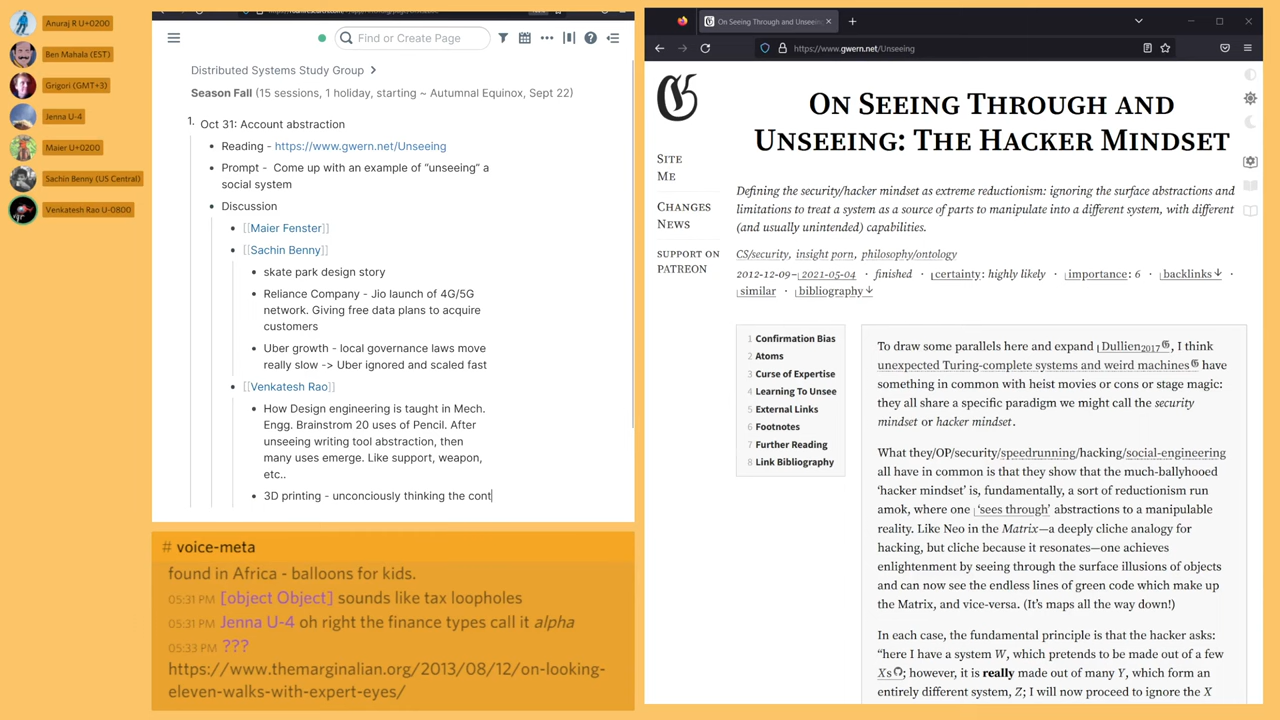 Anuraj R U+0200
Ben Mahala (EST)
Grigori (GMT+3)
Jenna U-4
Maier U+0200
Sachin Benny (US Central)
Venkatesh Rao U-0800
Find or Create Page
Distributed Systems Study Group
Season Fall (15 sessions, 1 holiday, starting ~ Autumnal Equinox, Sept 22)
1. Oct 31: Account abstraction
• Reading - https://www.gwern.net/Unseeing
• Prompt - Come up with an example of “unseeing” a
social system
• Discussion
• [[Maier Fenster]]
• [[Sachin Benny]]
• skate park design story
• Reliance Company - Jio launch of 4G/5G
network. Giving free data plans to acquire
customers
• Uber growth - local governance laws move
really slow -> Uber ignored and scaled fast
• [[Venkatesh Rao]]
• How Design engineering is taught in Mech.
Engg. Brainstrom 20 uses of Pencil. After
unseeing writing tool abstraction, then
many uses emerge. Like support, weapon,
etc..
• 3D printing - unconciously thinking the cont
# voice-meta
found in Africa - balloons for kids.
05:31 PM [object Object] sounds like tax loopholes
05:31 PM Jenna U-4 oh right the finance types call it alpha
05:33 PM ???
https://www.themarginalian.org/2013/08/12/on-looking-
eleven-walks-with-expert-eyes/
On Seeing Through and Unseeing
https://www.gwern.net/Unseeing
SITE
ME
CHANGES
NEWS
SUPPORT ON
PATREON
ON SEEING THROUGH AND
UNSEEING: THE HACKER MINDSET
Defining the security/hacker mindset as extreme reductionism: ignoring the surface abstractions and
limitations to treat a system as a source of parts to manipulate into a different system, with different
(and usually unintended) capabilities.
CS/security, insight porn, philosophy/ontology
2012-12-09–2021-05-04 · finished · certainty: highly likely · importance: 6 · backlinks ·
similar · bibliography
1 Confirmation Bias
2 Atoms
3 Curse of Expertise
4 Learning To Unsee
5 External Links
6 Footnotes
7 Further Reading
8 Link Bibliography
To draw some parallels here and expand Dullien2017, I think
unexpected Turing-complete systems and weird machines have
something in common with heist movies or cons or stage magic:
they all share a specific paradigm we might call the security
mindset or hacker mindset.
What they/OP/security/speedrunning/hacking/social-engineering
all have in common is that they show that the much-ballyhooed
‘hacker mindset’ is, fundamentally, a sort of reductionism run
amok, where one ‘sees through’ abstractions to a manipulable
reality. Like Neo in the Matrix—a deeply cliche analogy for
hacking, but cliche because it resonates—one achieves
enlightenment by seeing through the surface illusions of objects
and can now see the endless lines of green code which make up
the Matrix, and vice-versa. (It’s maps all the way down!)
In each case, the fundamental principle is that the hacker asks:
“here I have a system W, which pretends to be made out of a few
Xs; however, it is really made out of many Y, which form an
entirely different system, Z; I will now proceed to ignore the X